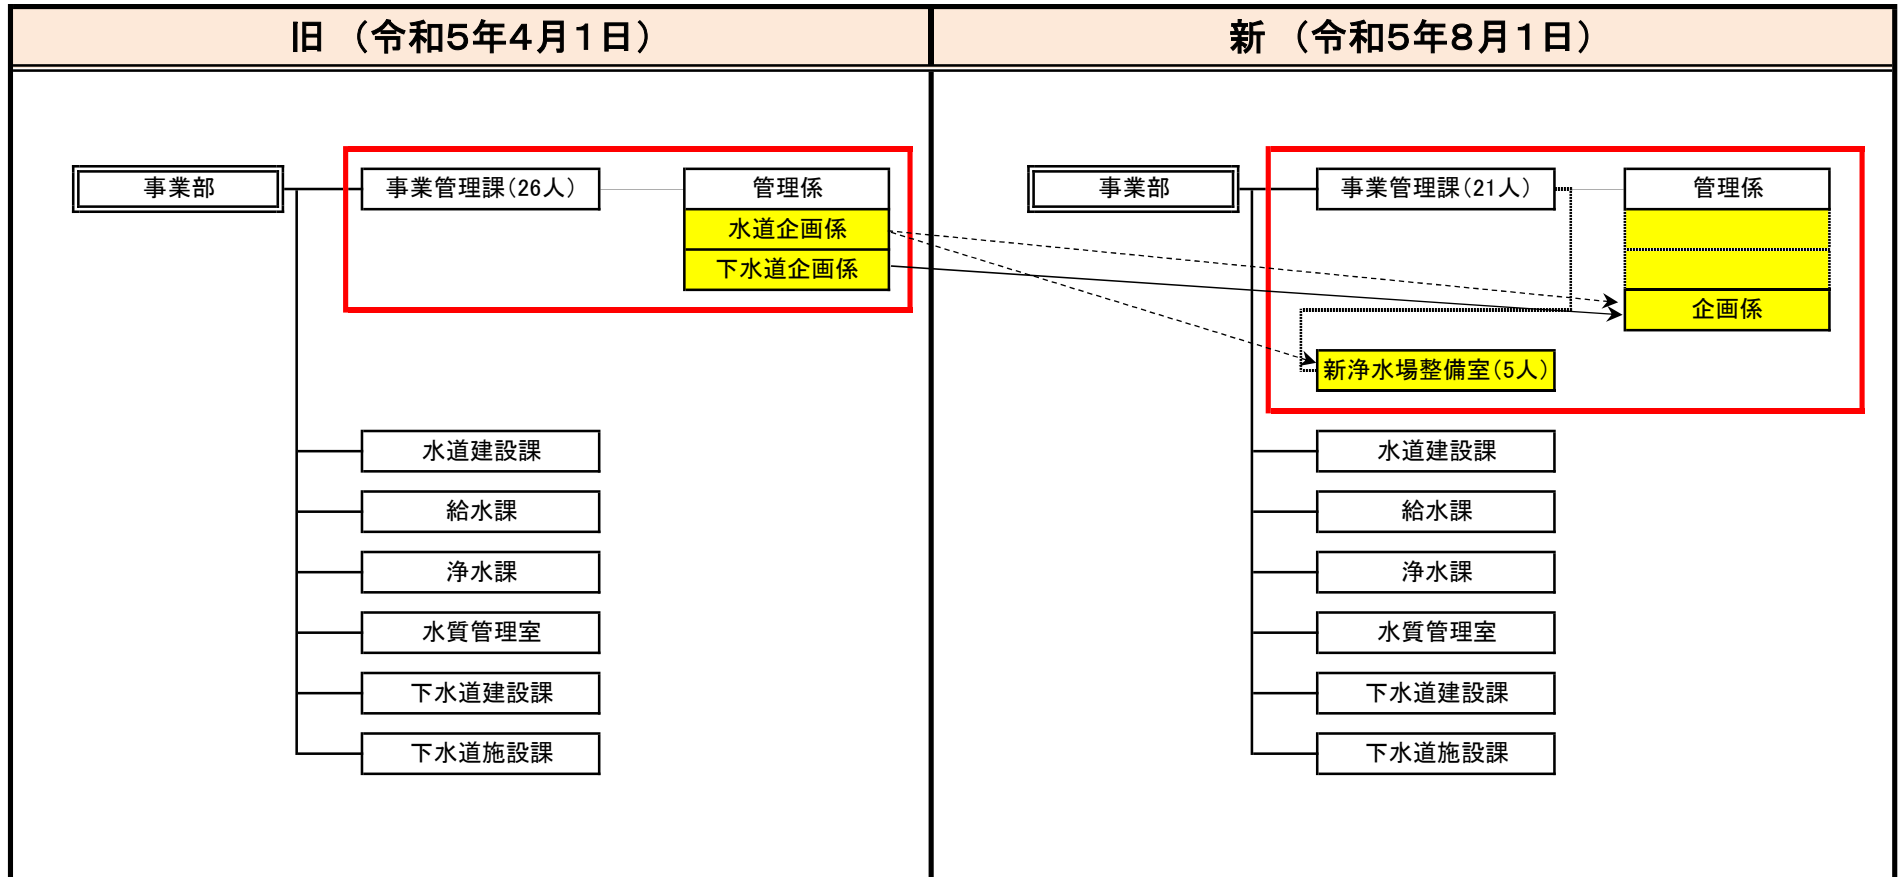 旧 （令和５年４月１日）
事業部
事業管理課（26人）
管理係
水道企画係
下水道企画係
水道建設課
給水課
浄水課
水質管理室
下水道建設課
下水道施設課
新 （令和５年８月１日）
事業部
事業管理課（21人）
管理係
企画係
新浄水場整備室（5人）
水道建設課
給水課
浄水課
水質管理室
下水道建設課
下水道施設課